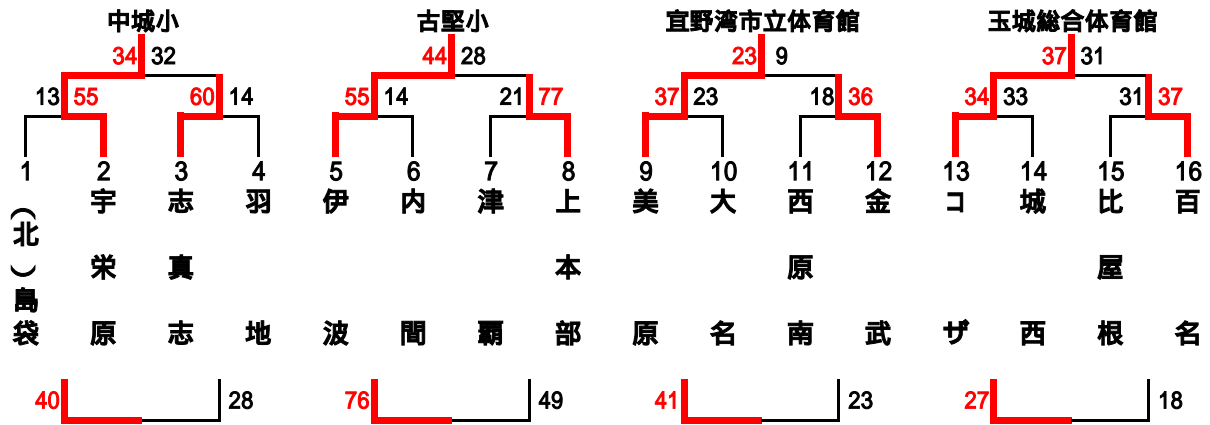 中城小 古堅小 宜野湾市立体育館 玉城総合体育館
34 32 44 28 23 9 37 31
13 55 60 14 55 14 21 77 37 23 18 36 34 33 31 37
1 2 3 4 5 6 7 8 9 10 11 12 13 14 15 16
(北)島袋
宇栄原
志真志
羽地
伊波
内間
津覇
上本部
美原
大名
西原南
金武
コザ
城西
比屋根
百名
40 28 76 49 41 23 27 18